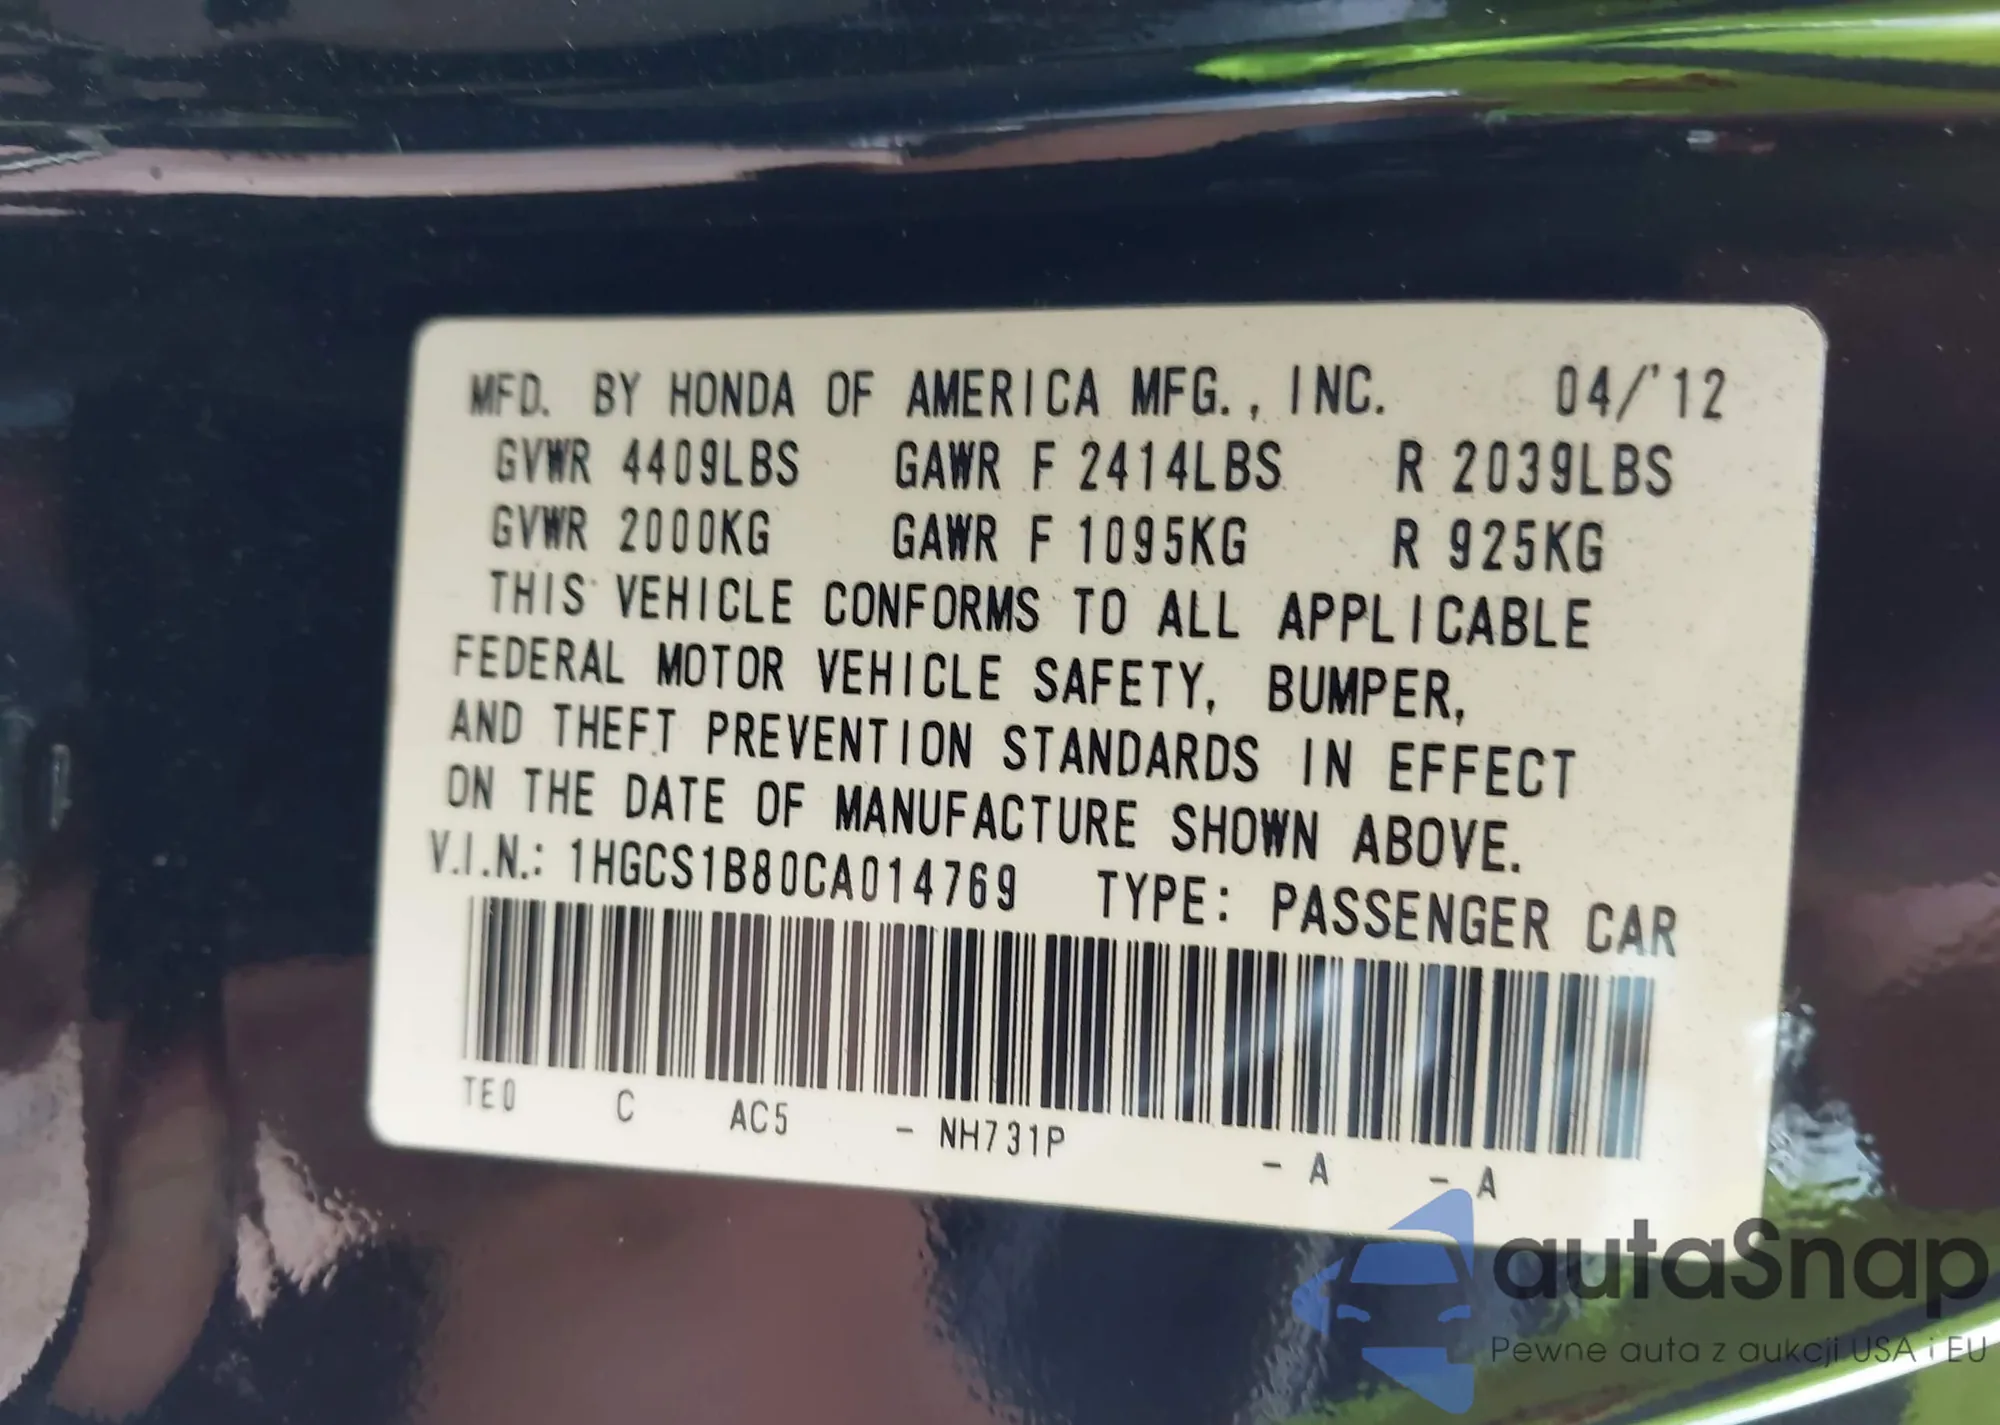 MFD. BY HONDA OF AMERICA MFG., INC. 04/'12
GVWR 4409LBS GAWR F 2414LBS R 2039LBS
GVWR 2000KG GAWR F 1095KG R 925KG
THIS VEHICLE CONFORMS TO ALL APPLICABLE
FEDERAL MOTOR VEHICLE SAFETY, BUMPER,
AND THEFT PREVENTION STANDARDS IN EFFECT
ON THE DATE OF MANUFACTURE SHOWN ABOVE.
V.I.N.: 1HGCS1B80CA014769 TYPE: PASSENGER CAR
TE0 C AC5 - NH731P - A - A
autaSnap
Pewne auta z aukcji USA i EU